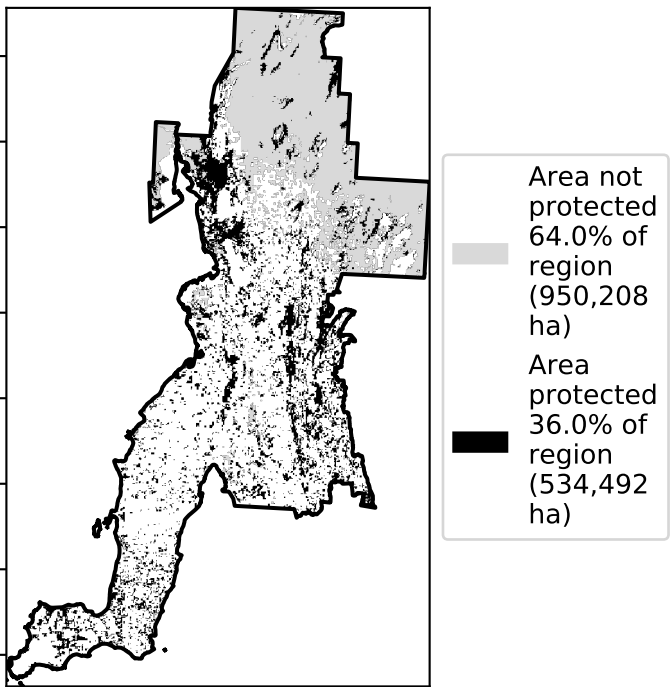 Area not
protected
64.0% of
region
(950,208
ha)
Area
protected
36.0% of
region
(534,492
ha)